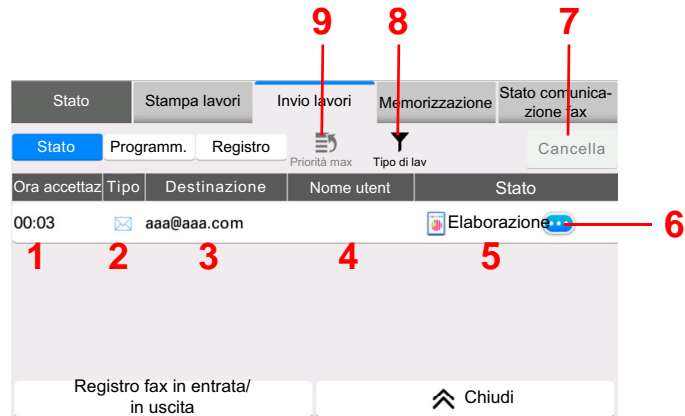 9 8 7
Stato Stampa lavori Invio lavori Memorizzazione Stato comunica-
zione fax
Stato Programm. Registro Priorità max Tipo di lav Cancella
Ora accettaz Tipo Destinazione Nome utent Stato
00:03 aaa@aaa.com Elaborazione 6
1 2 3 4 5
Registro fax in entrata/
in uscita
Chiudi